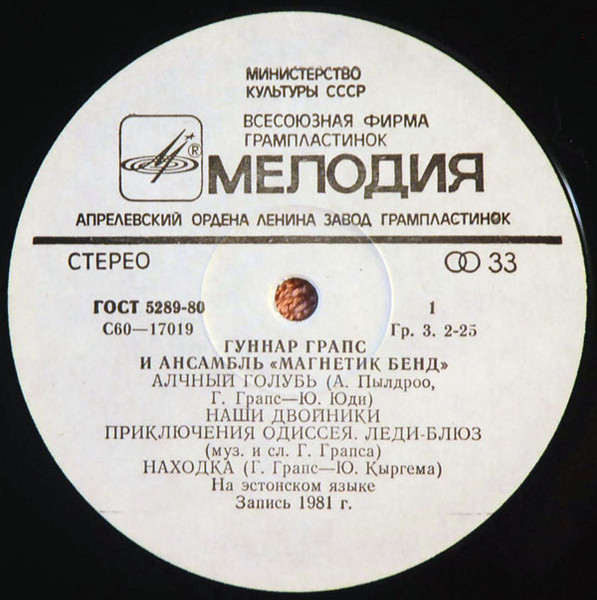 МИНИСТЕРСТВО
КУЛЬТУРЫ СССР
ВСЕСОЮЗНАЯ ФИРМА
ГРАМПЛАСТИНОК
®
МЕЛОДИЯ
АПРЕЛЕВСКИЙ ОРДЕНА ЛЕНИНА ЗАВОД ГРАМПЛАСТИНОК
СТЕРЕО 33
ГОСТ 5289-80 1
С60—17019 Гр. 3. 2-25
ГУННАР ГРАПС
И АНСАМБЛЬ «МАГНЕТИК БЕНД»
АЛЧНЫЙ ГОЛУБЬ (А. Пылдроо,
Г. Грапс—Ю. Юди)
НАШИ ДВОЙНИКИ
ПРИКЛЮЧЕНИЯ ОДИССЕЯ. ЛЕДИ-БЛЮЗ
(муз. и сл. Г. Грапса)
НАХОДКА (Г. Грапс—Ю. Қыргема)
На эстонском языке
Запись 1981 г.